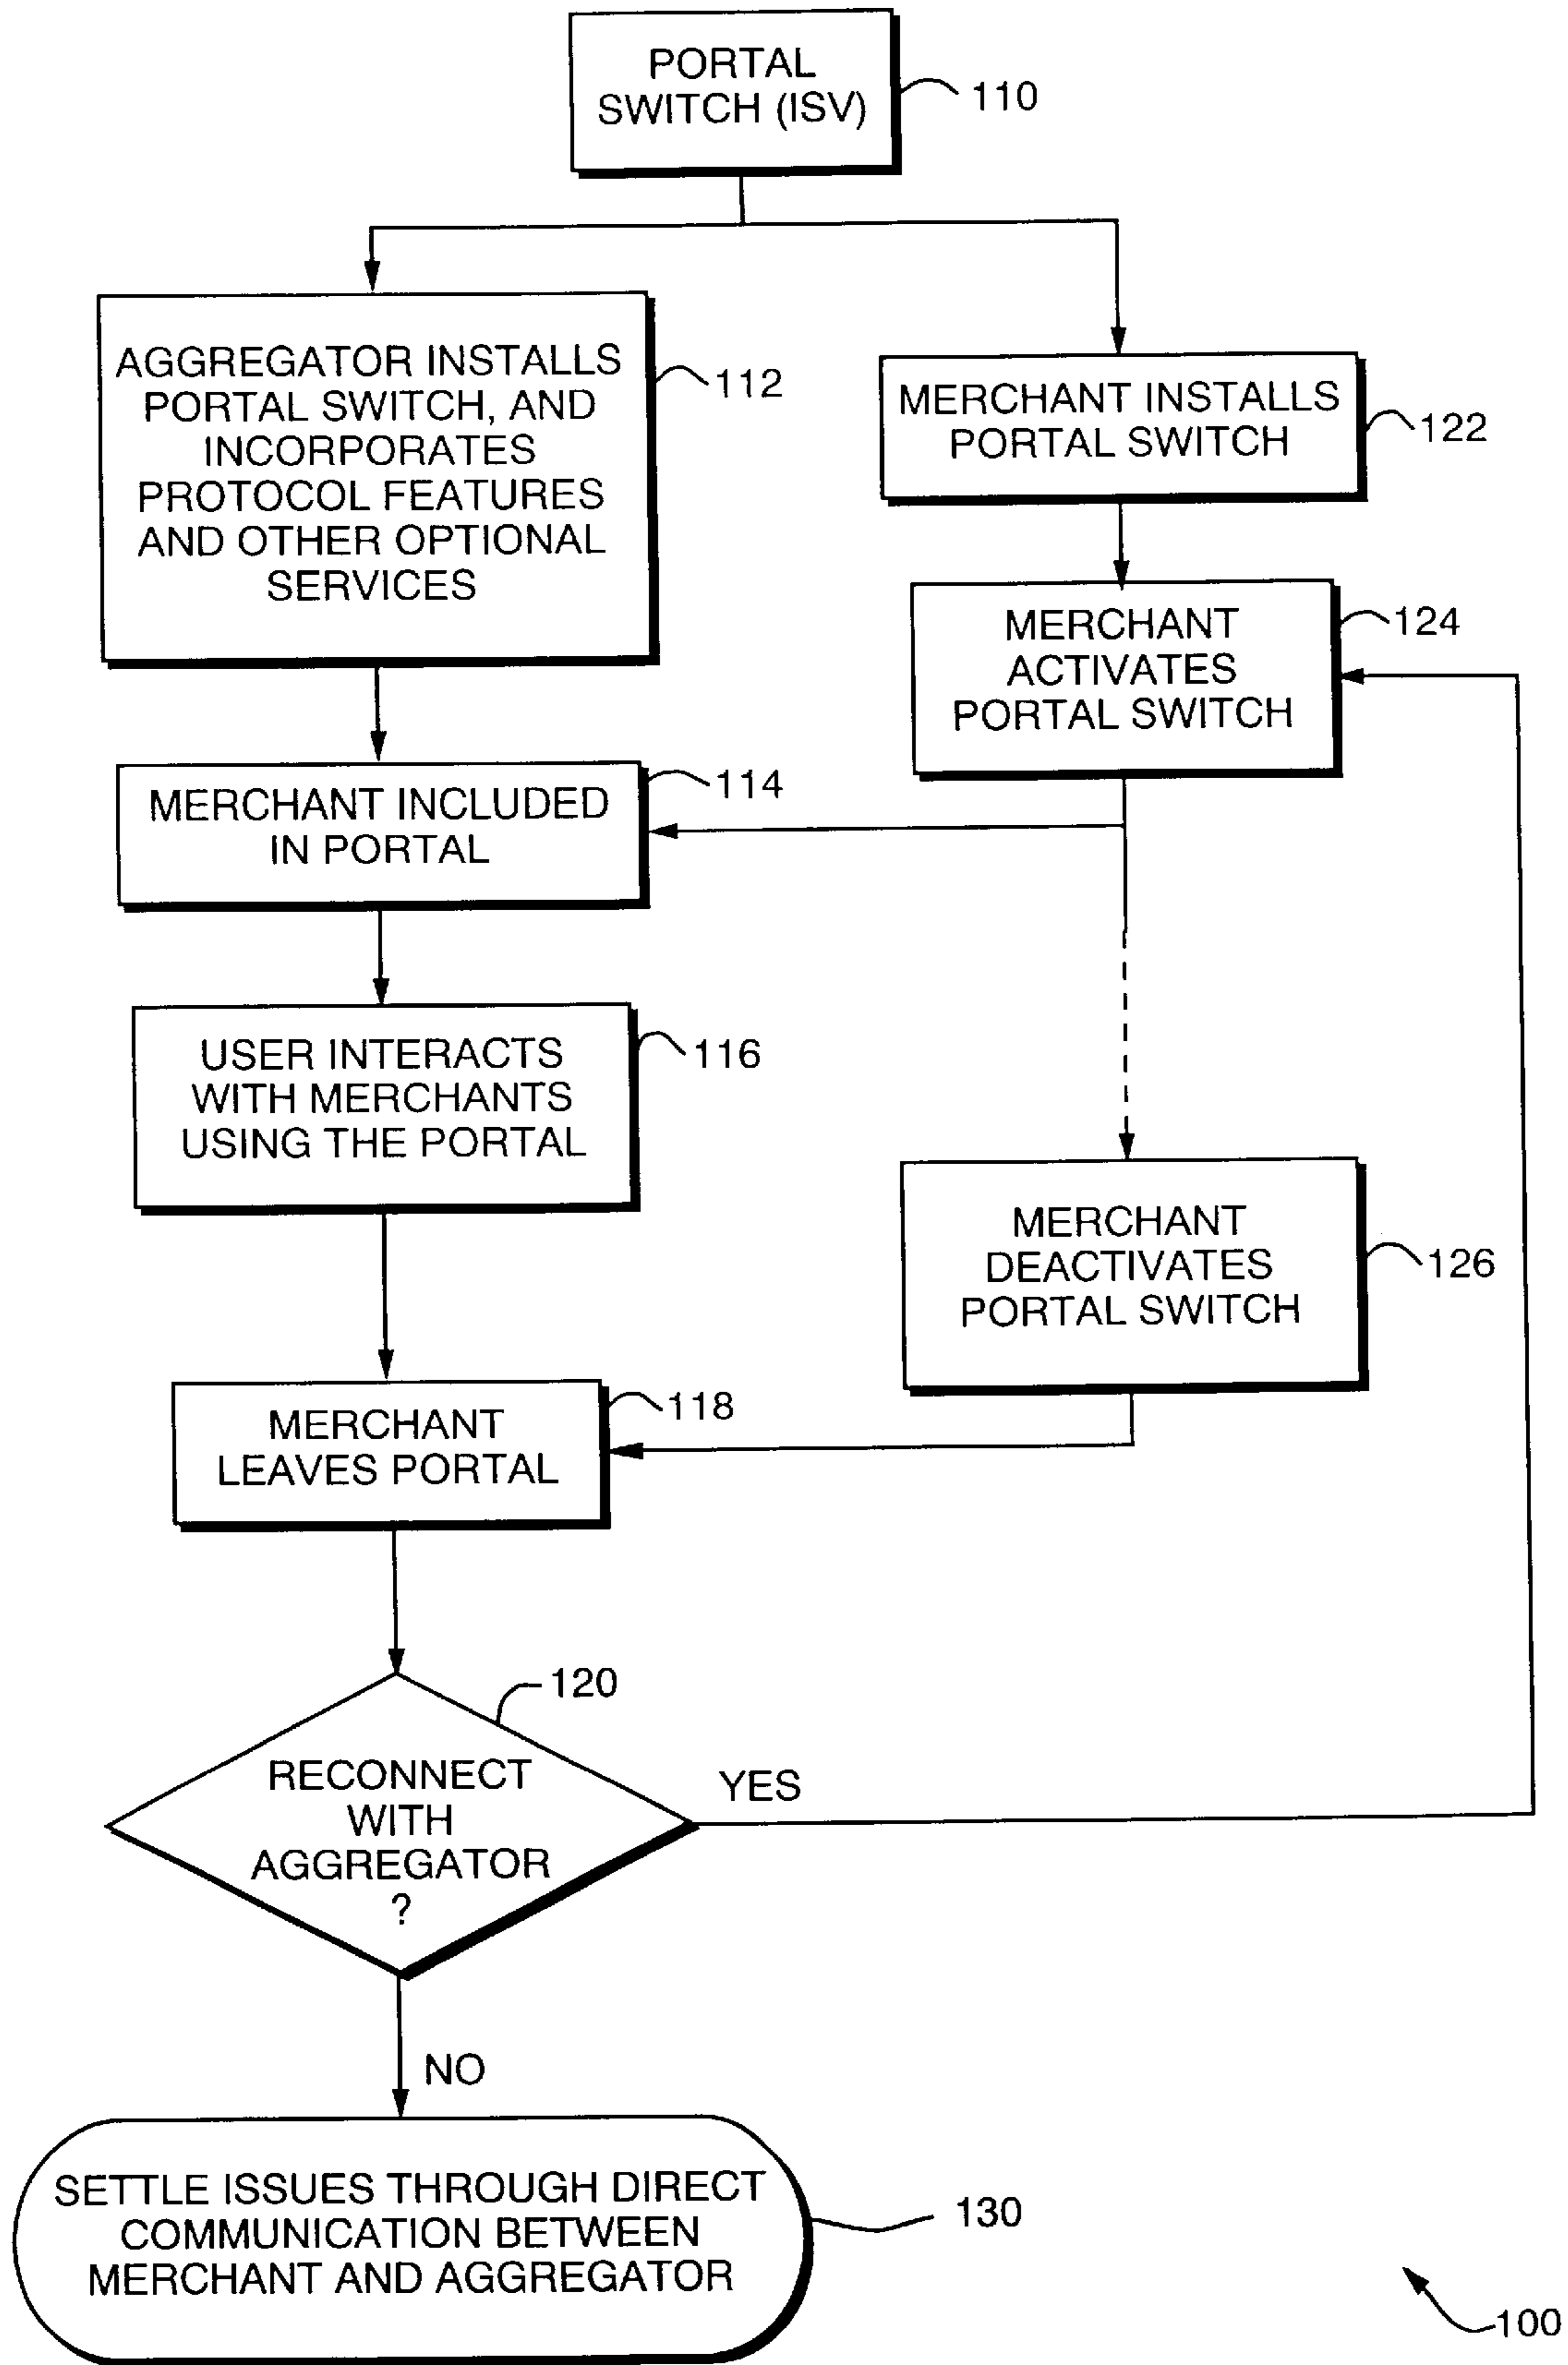 PORTAL
SWITCH (ISV)
110
AGGREGATOR INSTALLS
PORTAL SWITCH, AND
INCORPORATES
PROTOCOL FEATURES
AND OTHER OPTIONAL
SERVICES
112
MERCHANT INSTALLS
PORTAL SWITCH
122
MERCHANT
ACTIVATES
PORTAL SWITCH
124
MERCHANT INCLUDED
IN PORTAL
114
USER INTERACTS
WITH MERCHANTS
USING THE PORTAL
116
MERCHANT
DEACTIVATES
PORTAL SWITCH
126
MERCHANT
LEAVES PORTAL
118
RECONNECT
WITH
AGGREGATOR
?
120
YES
NO
SETTLE ISSUES THROUGH DIRECT
COMMUNICATION BETWEEN
MERCHANT AND AGGREGATOR
130
100